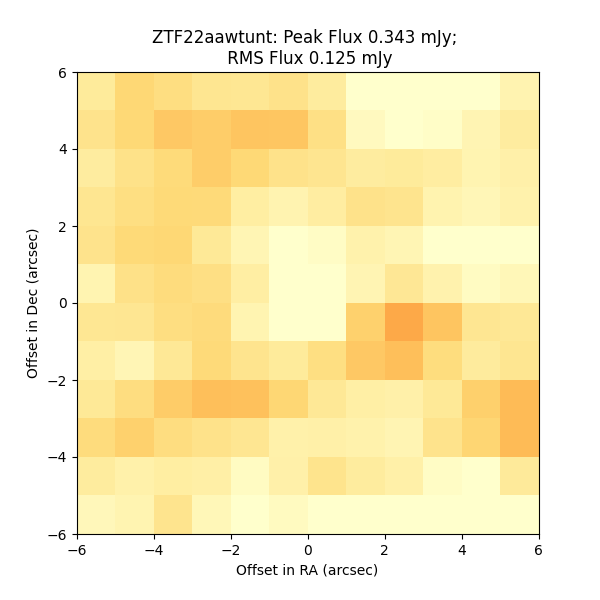 ZTF22aawtunt: Peak Flux 0.343 mJy;
RMS Flux 0.125 mJy
6
4
2
0
−2
−4
−6
Offset in Dec (arcsec)
−6 −4 −2 0 2 4 6
Offset in RA (arcsec)